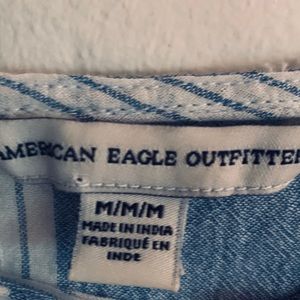 AMERICAN EAGLE OUTFITTER
M/M/M
MADE IN INDIA
FABRIQUÉ EN
INDE